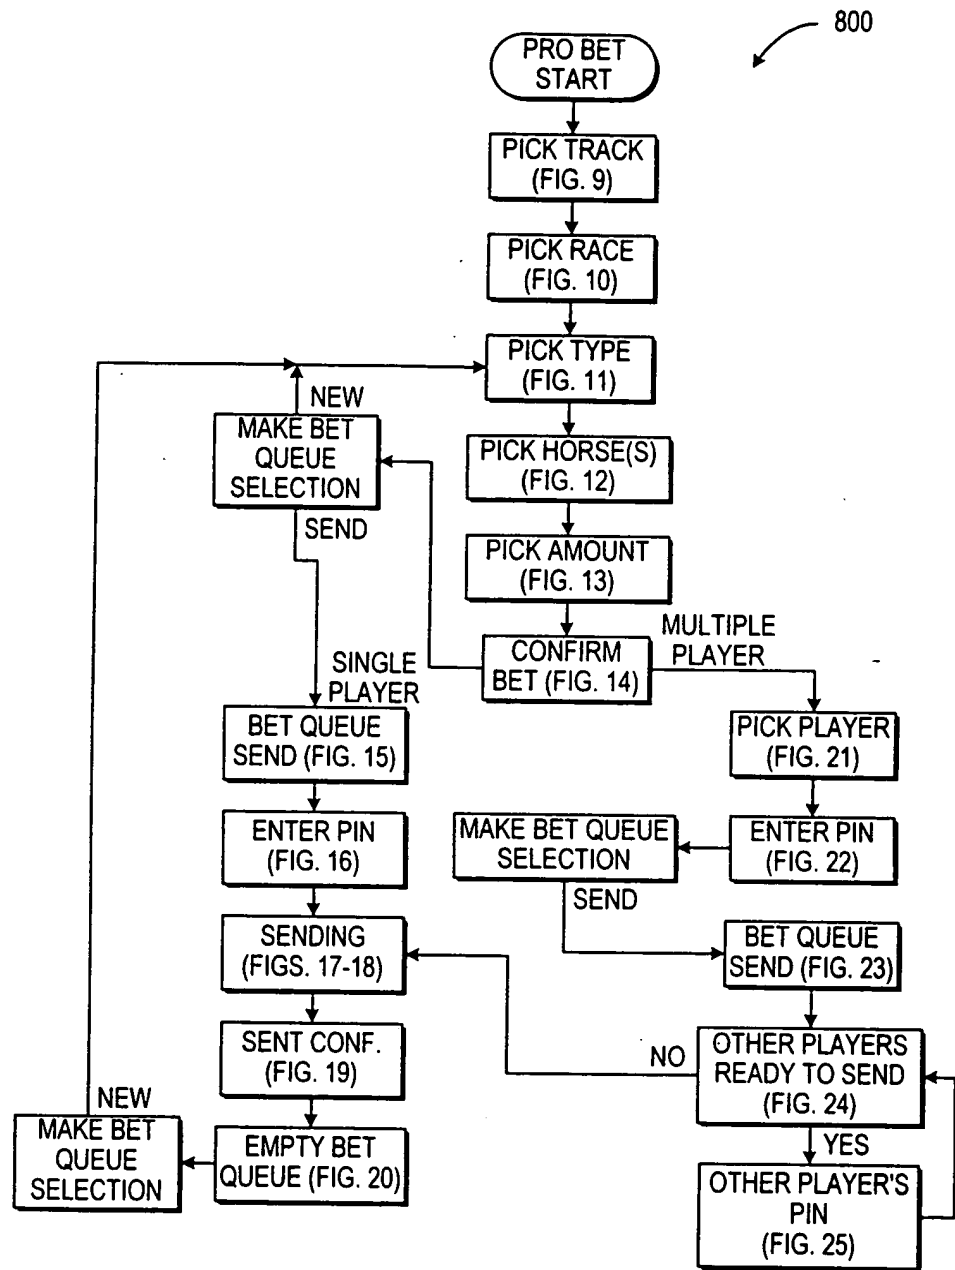 800
PRO BET
START
PICK TRACK
(FIG. 9)
PICK RACE
(FIG. 10)
PICK TYPE
(FIG. 11)
NEW
MAKE BET
QUEUE
SELECTION
SEND
PICK HORSE(S)
(FIG. 12)
PICK AMOUNT
(FIG. 13)
CONFIRM
BET (FIG. 14)
MULTIPLE
PLAYER
SINGLE
PLAYER
BET QUEUE
SEND (FIG. 15)
PICK PLAYER
(FIG. 21)
ENTER PIN
(FIG. 16)
MAKE BET QUEUE
SELECTION
ENTER PIN
(FIG. 22)
SEND
SENDING
(FIGS. 17-18)
BET QUEUE
SEND (FIG. 23)
SENT CONF.
(FIG. 19)
NO
OTHER PLAYERS
READY TO SEND
(FIG. 24)
NEW
MAKE BET
QUEUE
SELECTION
EMPTY BET
QUEUE (FIG. 20)
YES
OTHER PLAYER'S
PIN
(FIG. 25)